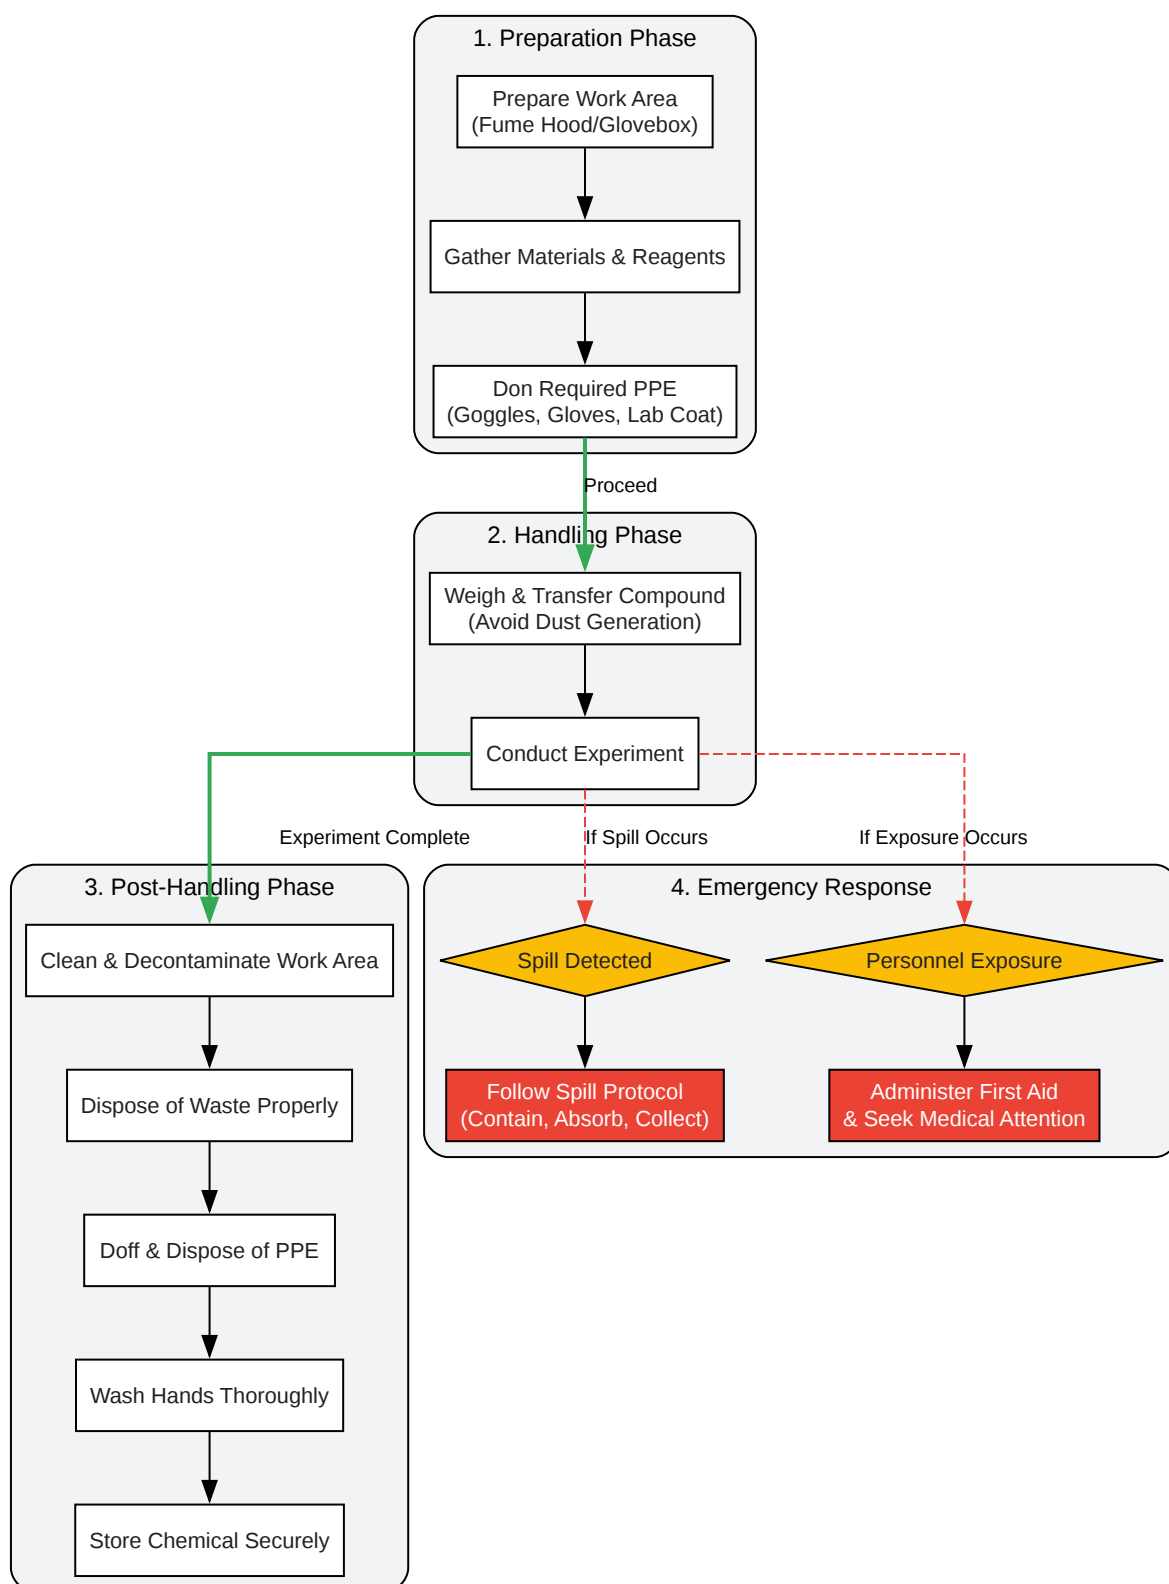 1. Preparation Phase
Prepare Work Area
(Fume Hood/Glovebox)
Gather Materials & Reagents
Don Required PPE
(Goggles, Gloves, Lab Coat)
Proceed
2. Handling Phase
Weigh & Transfer Compound
(Avoid Dust Generation)
Conduct Experiment
Experiment Complete
If Spill Occurs
If Exposure Occurs
3. Post-Handling Phase
Clean & Decontaminate Work Area
Dispose of Waste Properly
Doff & Dispose of PPE
Wash Hands Thoroughly
Store Chemical Securely
4. Emergency Response
Spill Detected
Personnel Exposure
Follow Spill Protocol
(Contain, Absorb, Collect)
Administer First Aid
& Seek Medical Attention